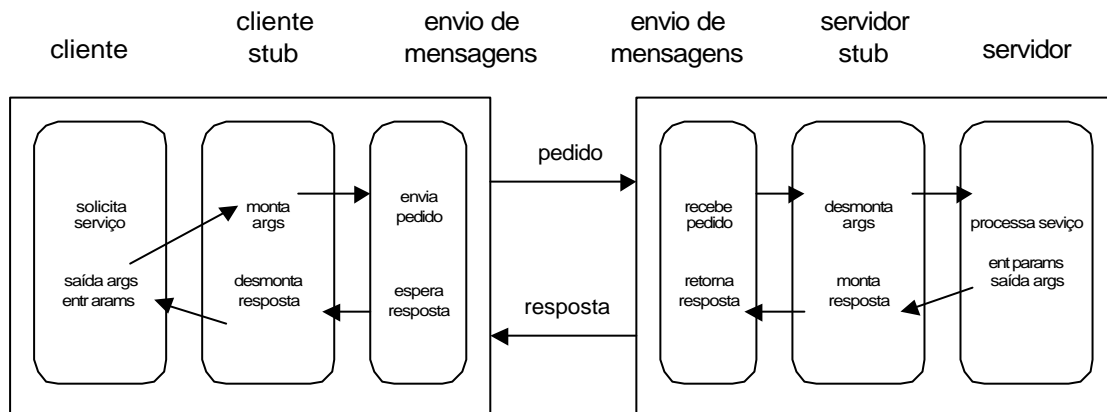 cliente
cliente
stub
envio de
mensagens
envio de
mensagens
servidor
stub
servidor
solicita
serviço
saída args
entr arams
monta
args
desmonta
resposta
envia
pedido
espera
resposta
pedido
resposta
recebe
pedido
retorna
resposta
desmonta
args
monta
resposta
processa seviço
ent params
saída args